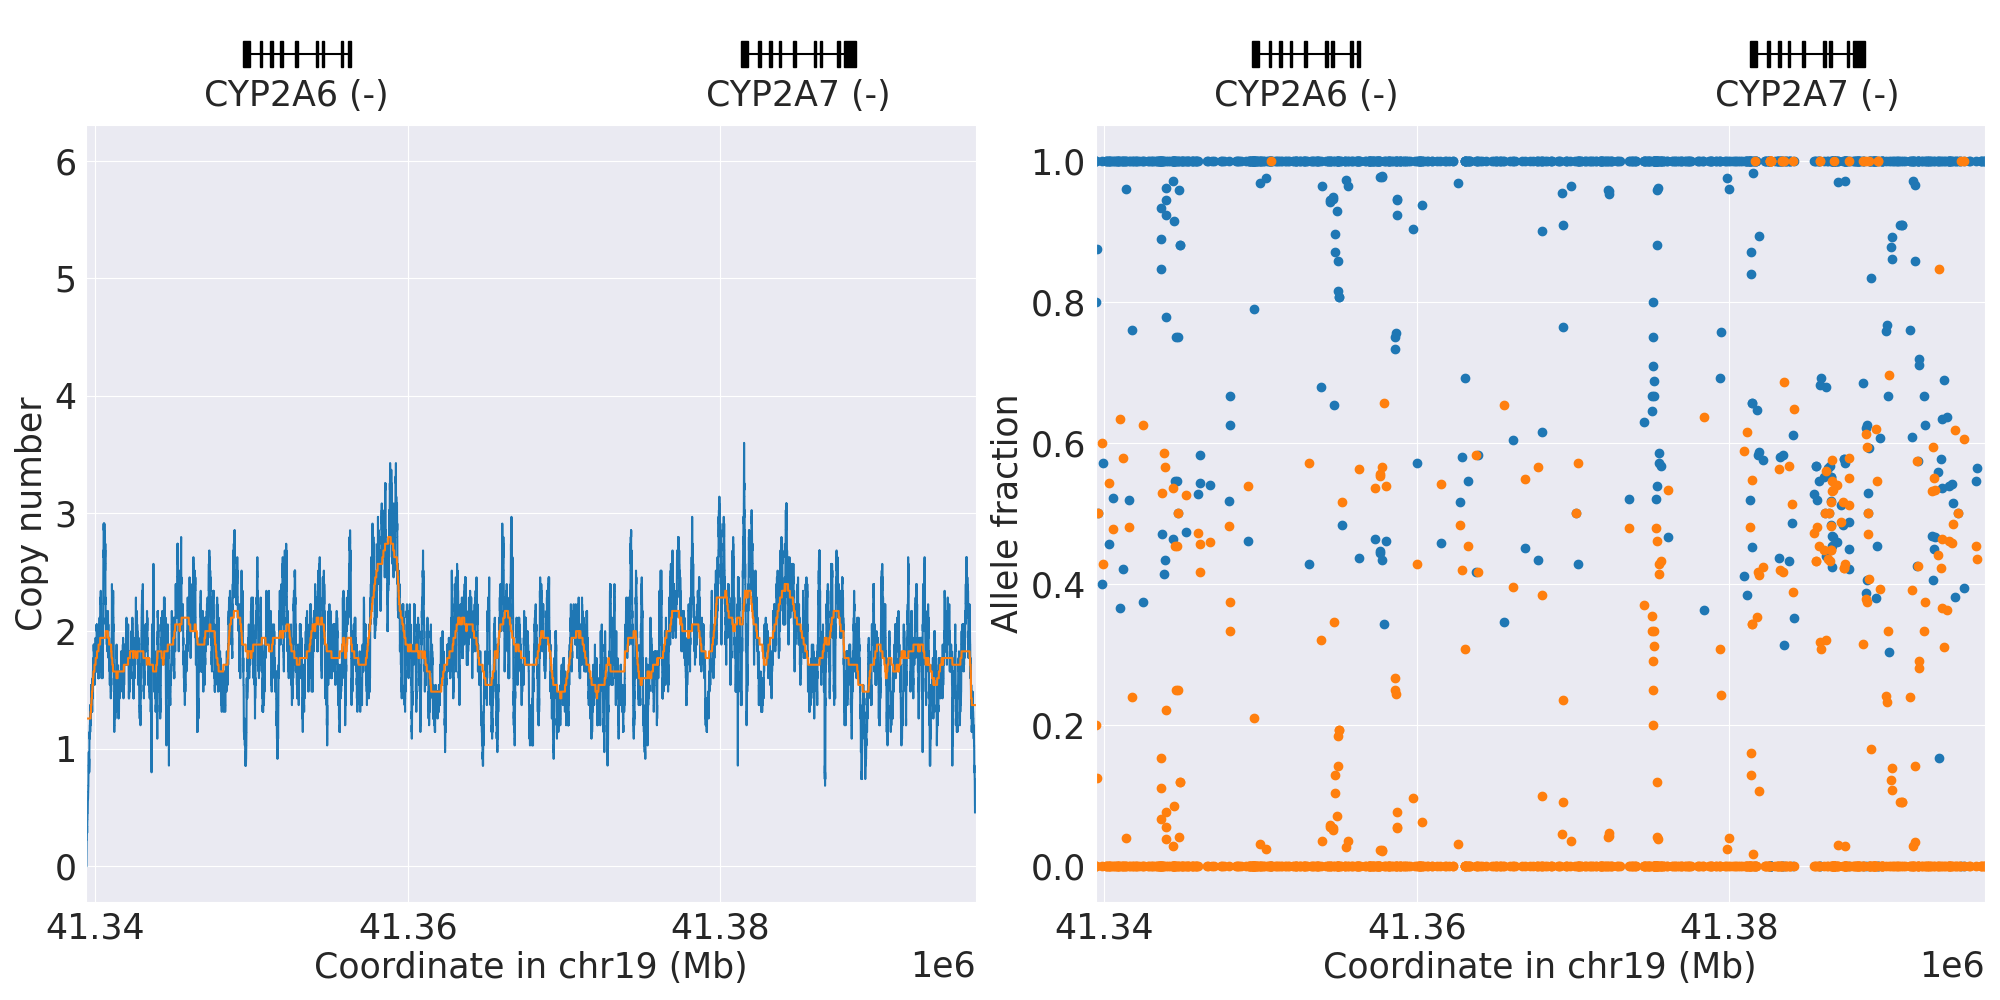 CYP2A6 (-) CYP2A7 (-)
CYP2A6 (-) CYP2A7 (-)
Copy number
6
5
4
3
2
1
0
41.34 41.36 41.38
Coordinate in chr19 (Mb)
1e6
Allele fraction
1.0
0.8
0.6
0.4
0.2
0.0
41.34 41.36 41.38
Coordinate in chr19 (Mb)
1e6